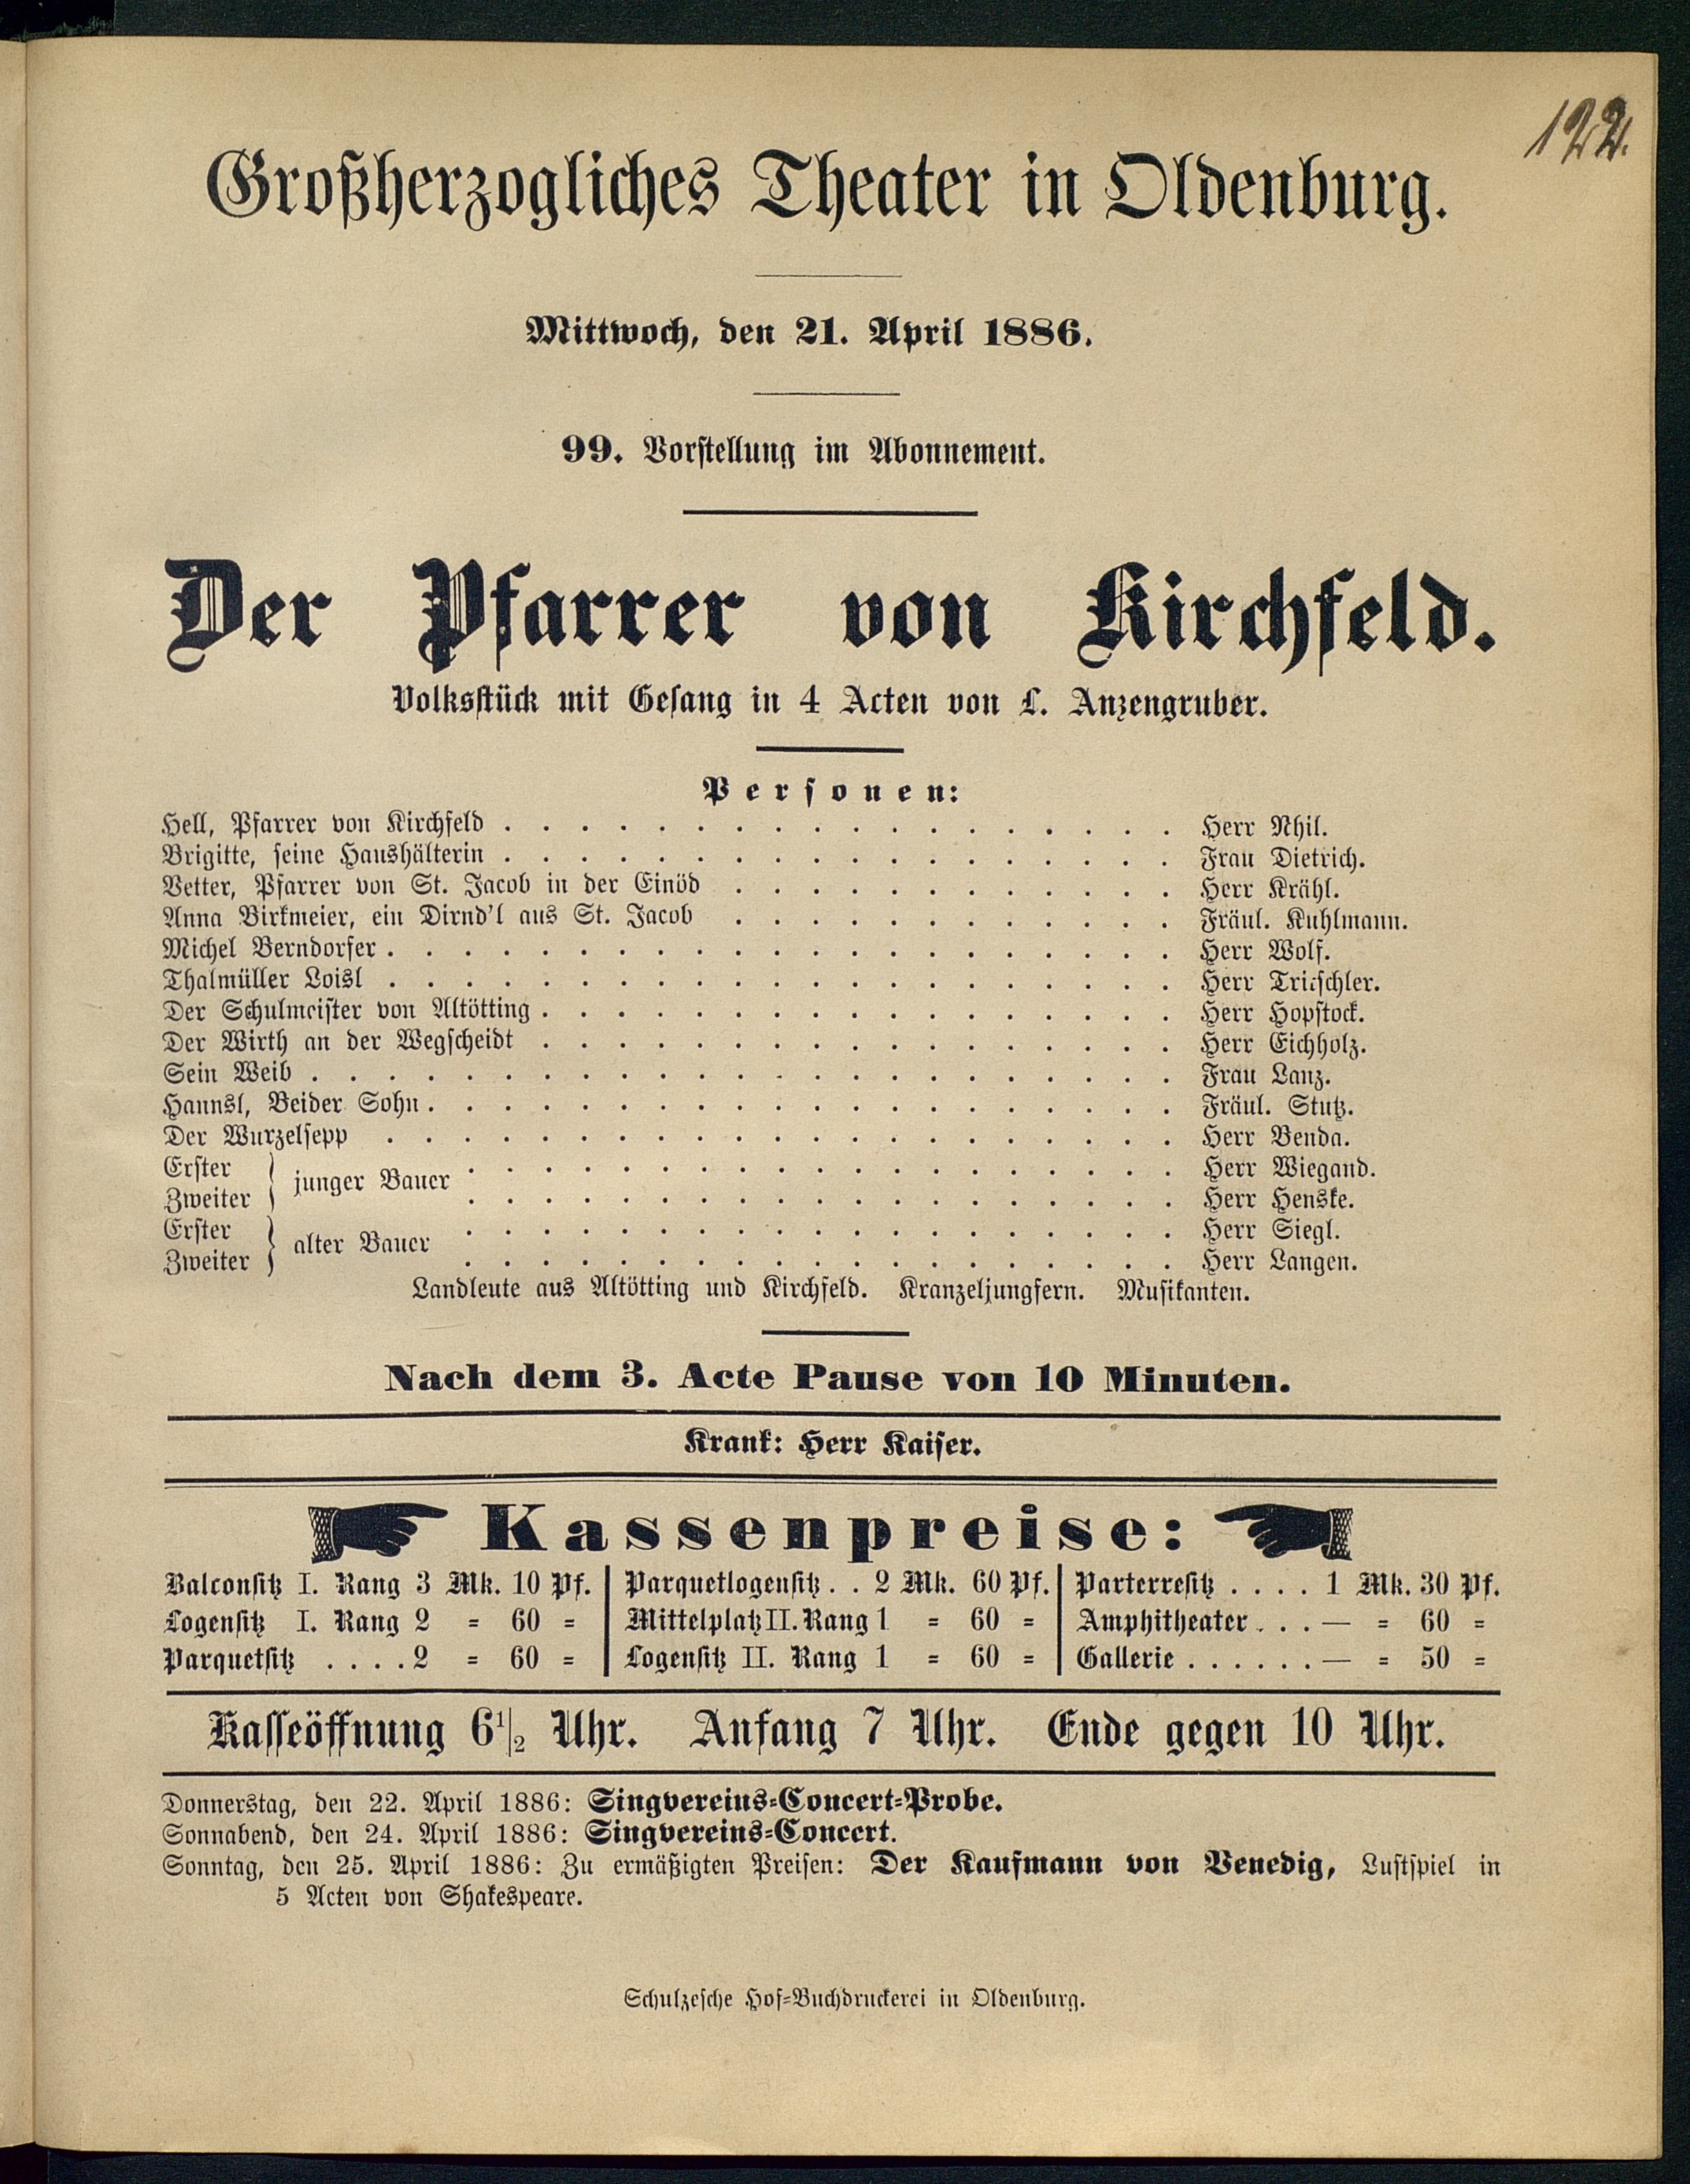 122.
Großherzogliches Theater in Oldenburg.
Mittwoch, den 21. April 1886.
99. Vorstellung im Abonnement.
Der Pfarrer von Kirchfeld.
Volksstück mit Gesang in 4 Acten von L. Anzengruber.
Personen:
Hell, Pfarrer von Kirchfeld . . . . . . . . . . . . . . . . . . Herr Nhil.
Brigitte, seine Haushälterin . . . . . . . . . . . . . . . . . . Frau Dietrich.
Vetter, Pfarrer von St. Jacob in der Einöd . . . . . . . . . . . . Herr Krähl.
Anna Birkmeier, ein Dirnd'l aus St. Jacob . . . . . . . . . . . . Fräul. Kuhlmann.
Michel Berndorfer . . . . . . . . . . . . . . . . . . . . . Herr Wolf.
Thalmüller Loisl . . . . . . . . . . . . . . . . . . . . . Herr Tritschler.
Der Schulmeister von Altötting . . . . . . . . . . . . . . . . . Herr Hopstock.
Der Wirth an der Wegscheidt . . . . . . . . . . . . . . . . . Herr Eichholz.
Sein Weib . . . . . . . . . . . . . . . . . . . . . . . Frau Lanz.
Hannsl, Beider Sohn . . . . . . . . . . . . . . . . . . . . Fräul. Stutz.
Der Wurzelsepp . . . . . . . . . . . . . . . . . . . . . Herr Benda.
Erster } junger Bauer . . . . . . . . . . . . . . . . . . . Herr Wiegand.
Zweiter } . . . . . . . . . . . . . . . . . . . Herr Henske.
Erster } alter Bauer . . . . . . . . . . . . . . . . . . . Herr Siegl.
Zweiter } . . . . . . . . . . . . . . . . . . . Herr Langen.
Landleute aus Altötting und Kirchfeld. Kranzeljungfern. Musikanten.
Nach dem 3. Acte Pause von 10 Minuten.
Krank: Herr Kaiser.
Kassenpreise:
Balconsitz I. Rang 3 Mk. 10 Pf. | Parquetlogensitz . . 2 Mk. 60 Pf. | Parterresitz . . . . 1 Mk. 30 Pf.
Logensitz I. Rang 2 = 60 = | Mittelplatz II. Rang 1 = 60 = | Amphitheater . . . — = 60 =
Parquetsitz . . . . 2 = 60 = | Logensitz II. Rang 1 = 60 = | Gallerie . . . . . . — = 50 =
Kasseöffnung 6 1/2 Uhr. Anfang 7 Uhr. Ende gegen 10 Uhr.
Donnerstag, den 22. April 1886: Singvereins=Concert=Probe.
Sonnabend, den 24. April 1886: Singvereins=Concert.
Sonntag, den 25. April 1886: Zu ermäßigten Preisen: Der Kaufmann von Venedig, Lustspiel in
5 Acten von Shakespeare.
Schulzesche Hof=Buchdruckerei in Oldenburg.